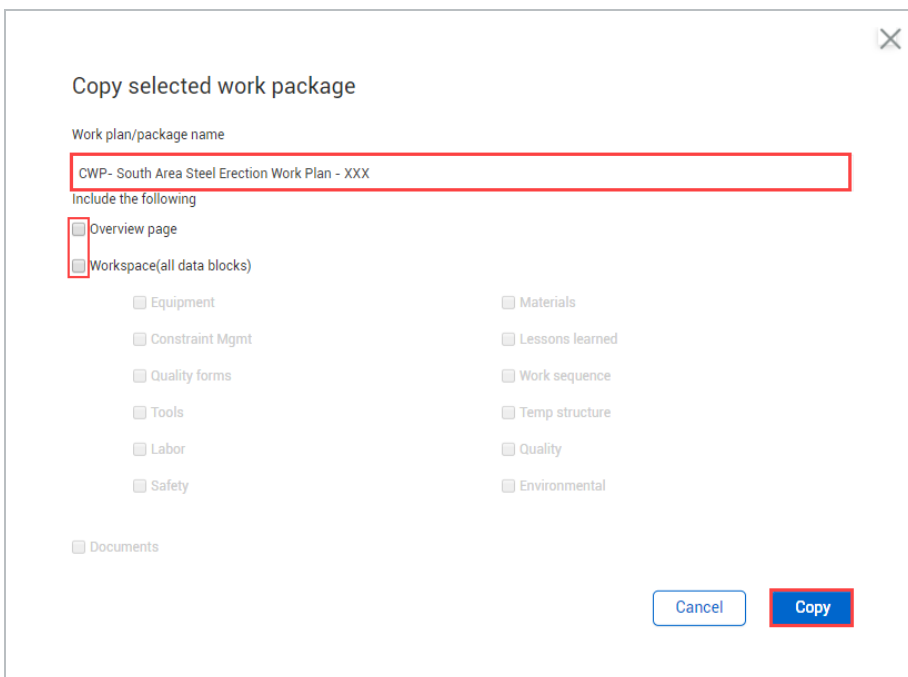 Copy selected work package
Work plan/package name
CWP- South Area Steel Erection Work Plan - XXX
Include the following
Overview page
Workspace(all data blocks)
Equipment
Materials
Constraint Mgmt
Lessons learned
Quality forms
Work sequence
Tools
Temp structure
Labor
Quality
Safety
Environmental
Documents
Cancel
Copy